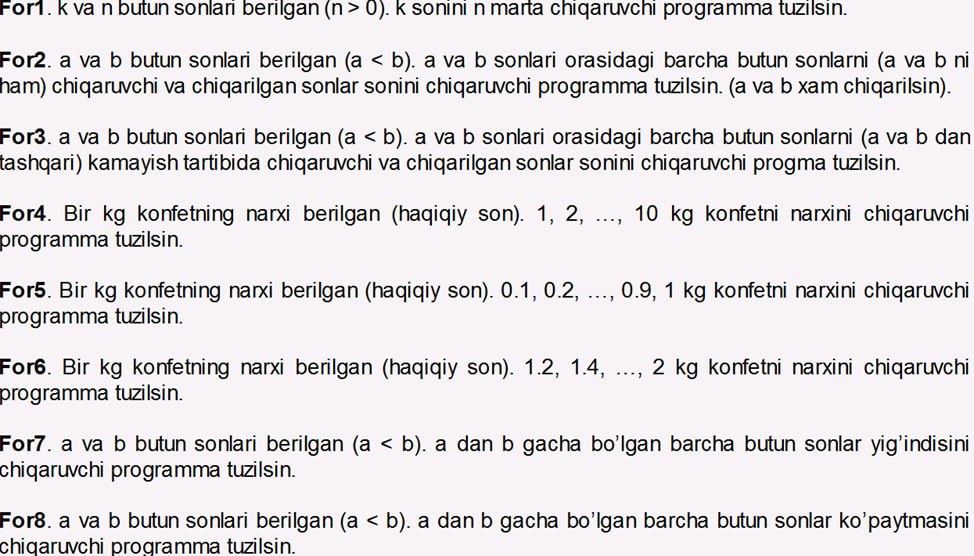 For1. k va n butun sonlari berilgan (n > 0). k sonini n marta chiqaruvchi programma tuzilsin.
For2. a va b butun sonlari berilgan (a < b). a va b sonlari orasidagi barcha butun sonlarni (a va b ni
ham) chiqaruvchi va chiqarilgan sonlar sonini chiqaruvchi programma tuzilsin. (a va b xam chiqarilsin).
For3. a va b butun sonlari berilgan (a < b). a va b sonlari orasidagi barcha butun sonlarni (a va b dan
tashqari) kamayish tartibida chiqaruvchi va chiqarilgan sonlar sonini chiqaruvchi progma tuzilsin.
For4. Bir kg konfetning narxi berilgan (haqiqiy son). 1, 2, …, 10 kg konfetni narxini chiqaruvchi
programma tuzilsin.
For5. Bir kg konfetning narxi berilgan (haqiqiy son). 0.1, 0.2, …, 0.9, 1 kg konfetni narxini chiqaruvchi
programma tuzilsin.
For6. Bir kg konfetning narxi berilgan (haqiqiy son). 1.2, 1.4, …, 2 kg konfetni narxini chiqaruvchi
programma tuzilsin.
For7. a va b butun sonlari berilgan (a < b). a dan b gacha bo’lgan barcha butun sonlar yig’indisini
chiqaruvchi programma tuzilsin.
For8. a va b butun sonlari berilgan (a < b). a dan b gacha bo’lgan barcha butun sonlar ko’paytmasini
chiqaruvchi programma tuzilsin.